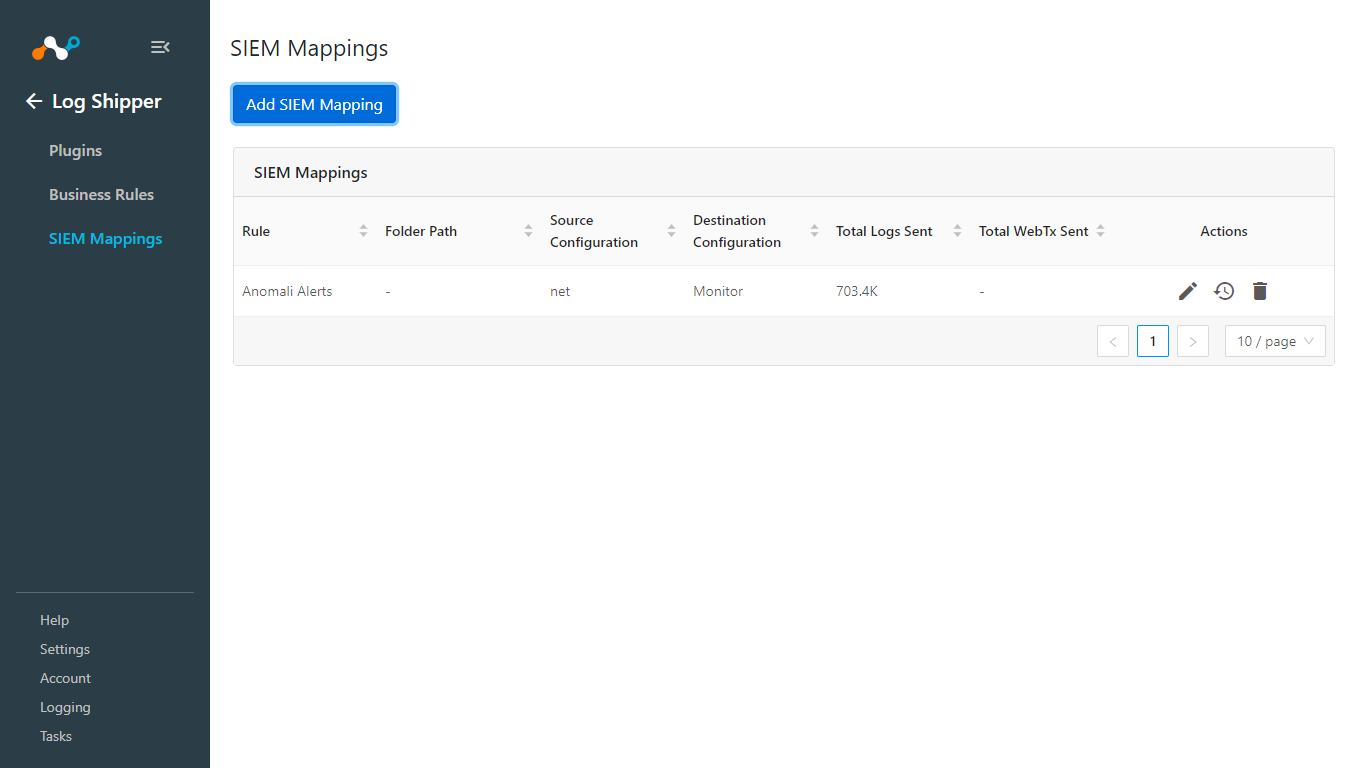 Log Shipper
Plugins
Business Rules
SIEM Mappings
Help
Settings
Account
Logging
Tasks
SIEM Mappings
Add SIEM Mapping
SIEM Mappings
Rule Folder Path Source Configuration Destination Configuration Total Logs Sent Total WebTx Sent Actions
Anomali Alerts - net Monitor 703.4K -
< 1 > 10 / page